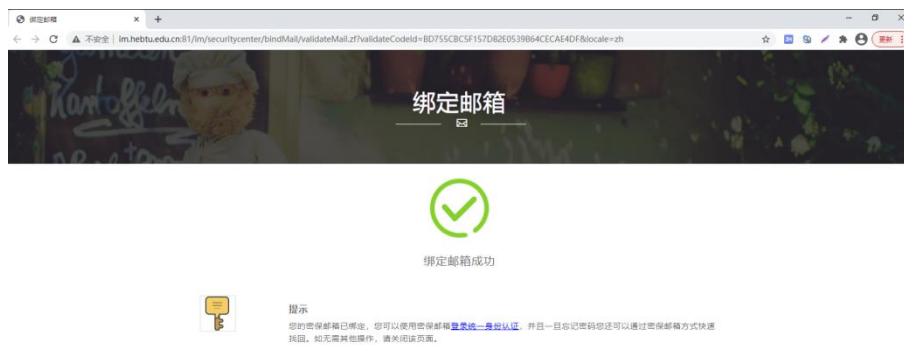 绑定邮箱
不安全 | im.hebtu.edu.cn:81/im/securitycenter/bindMail/validateMail.zf?validateCodeId=BD755CBC5F157D82E0539B64CECAE4DF&locale=zh
更新
Kartoffeln
绑定邮箱
绑定邮箱成功
提示
您的密保邮箱已绑定，您可以使用密保邮箱登录统一身份认证，并且一旦忘记密码您还可以通过密保邮箱方式快速
找回。如无需其他操作，请关闭该页面。